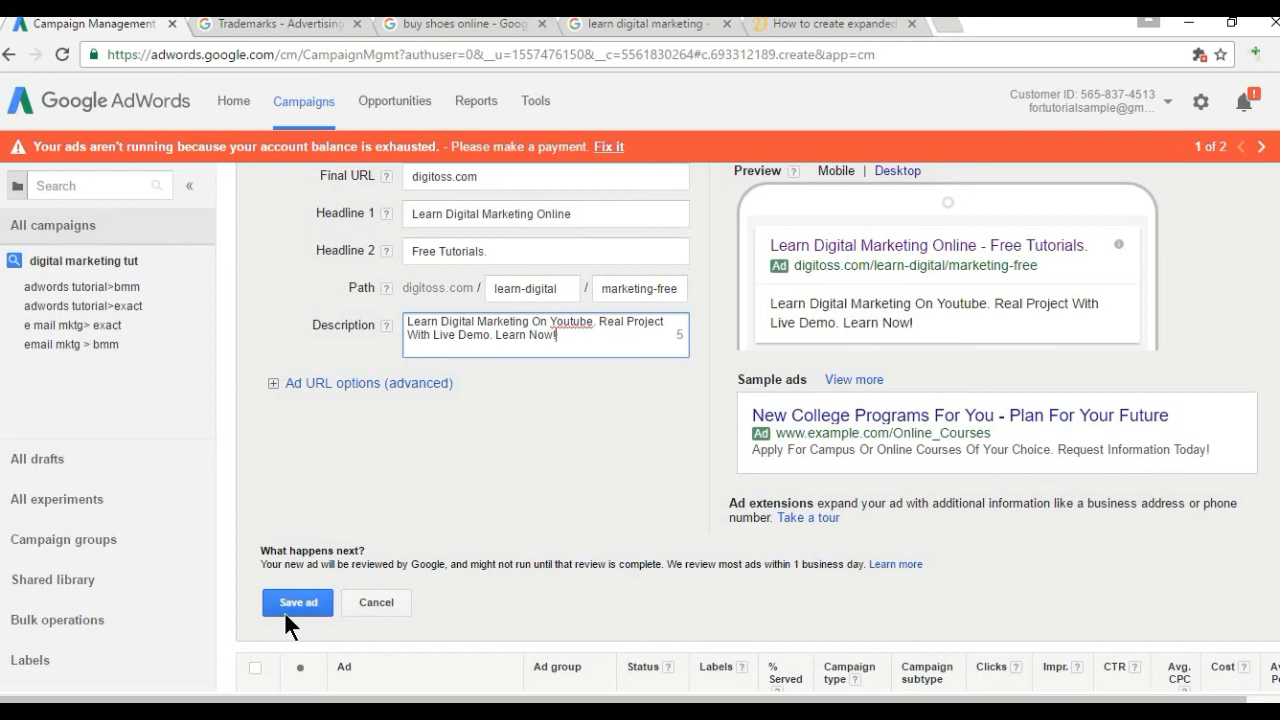 Campaign Management
Trademarks - Advertising
buy shoes online - Goog
learn digital marketing -
How to create expanded
https://adwords.google.com/cm/CampaignMgmt?authuser=0&__u=1557476150&__c=5561830264#c.693312189.create&app=cm
Google AdWords
Home
Campaigns
Opportunities
Reports
Tools
Customer ID: 565-837-4513
fortutorialsample@gm...
!
Your ads aren't running because your account balance is exhausted. - Please make a payment. Fix it
1 of 2
Search
«
All campaigns
digital marketing tut
adwords tutorial>bmm
adwords tutorial>exact
e mail mktg> exact
email mktg > bmm
All drafts
All experiments
Campaign groups
Shared library
Bulk operations
Labels
Final URL ? digitoss.com
Headline 1 ? Learn Digital Marketing Online
Headline 2 ? Free Tutorials.
Path ? digitoss.com / learn-digital / marketing-free
Description ? Learn Digital Marketing On Youtube. Real Project
With Live Demo. Learn Now! 5
Ad URL options (advanced)
Preview ? Mobile | Desktop
Learn Digital Marketing Online - Free Tutorials.
Ad digitoss.com/learn-digital/marketing-free
Learn Digital Marketing On Youtube. Real Project With
Live Demo. Learn Now!
Sample ads View more
New College Programs For You - Plan For Your Future
Ad www.example.com/Online_Courses
Apply For Campus Or Online Courses Of Your Choice. Request Information Today!
Ad extensions expand your ad with additional information like a business address or phone
number. Take a tour
What happens next?
Your new ad will be reviewed by Google, and might not run until that review is complete. We review most ads within 1 business day. Learn more
Save ad
Cancel
Ad
Ad group
Status ?
Labels ?
%
Served
?
Campaign
type ?
Campaign
subtype
Clicks ?
Impr. ?
CTR ?
Avg.
CPC
?
Cost ?